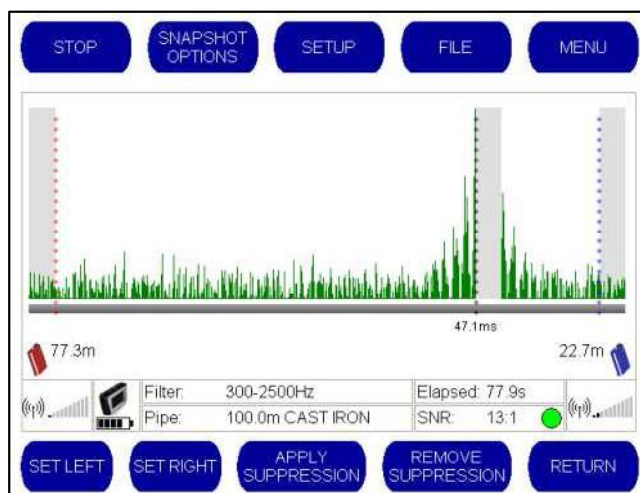 STOP
SNAPSHOT
OPTIONS
SETUP
FILE
MENU
47.1ms
77.3m
22.7m
Filter: 300-2500Hz
Elapsed: 77.9s
Pipe: 100.0m CAST IRON
SNR: 13:1
SET LEFT
SET RIGHT
APPLY
SUPPRESSION
REMOVE
SUPPRESSION
RETURN